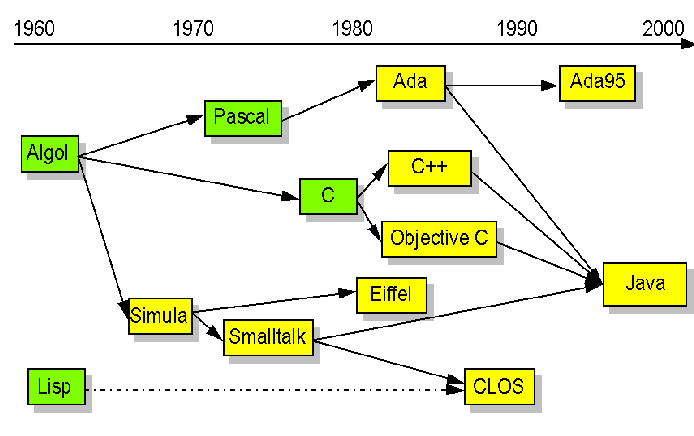 1960 1970 1980 1990 2000
Ada
Ada95
Pascal
Algol
C++
C
Objective C
Java
Eiffel
Simula
Smalltalk
Lisp
CLOS